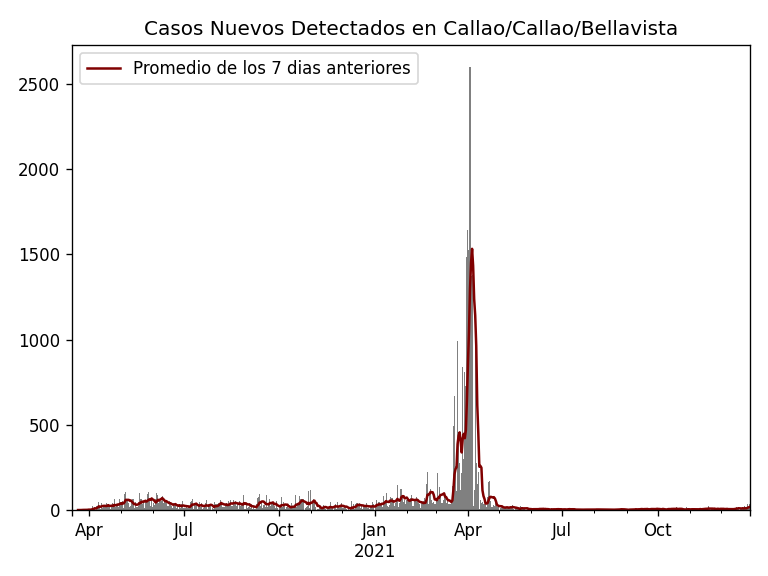 Casos Nuevos Detectados en Callao/Callao/Bellavista
Promedio de los 7 dias anteriores
2500
2000
1500
1000
500
0
Apr Jul Oct Jan Apr Jul Oct
2021